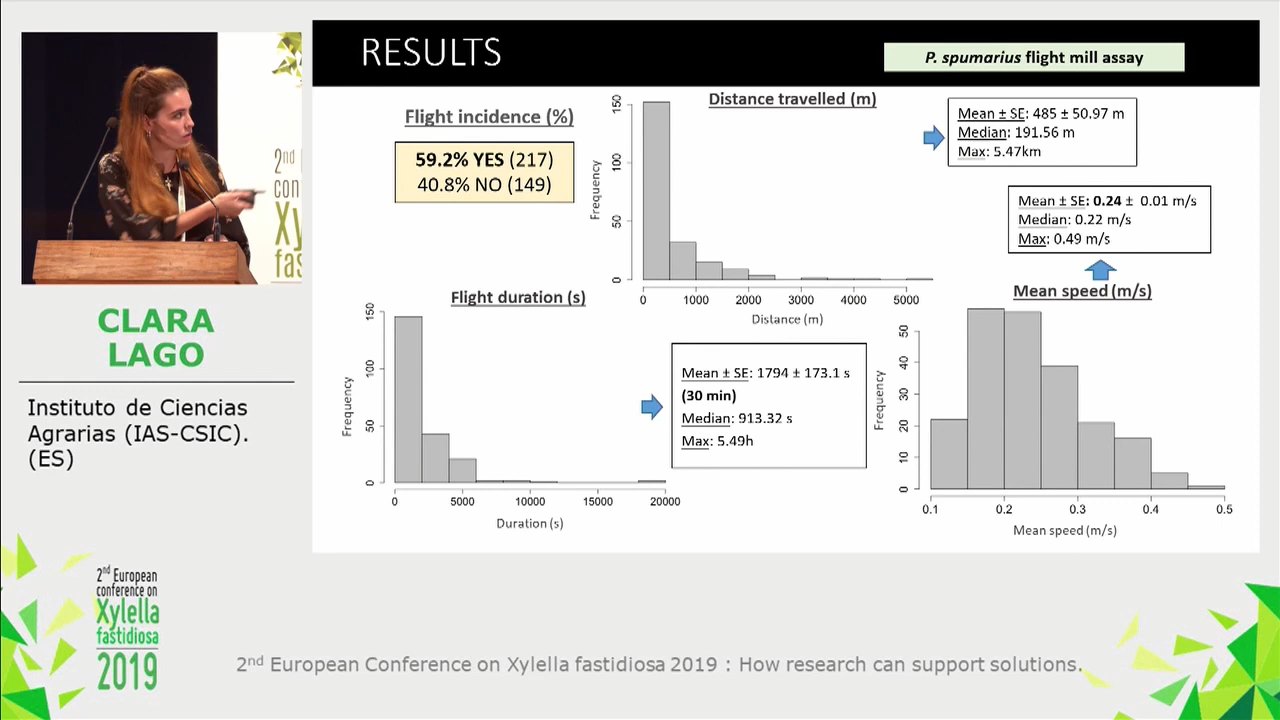 RESULTS
P. spumarius flight mill assay
Flight incidence (%)
59.2% YES (217)
40.8% NO (149)
Distance travelled (m)
150
100
50
0
Frequency
0 1000 2000 3000 4000 5000
Distance (m)
Mean ± SE: 485 ± 50.97 m
Median: 191.56 m
Max: 5.47km
Mean ± SE: 0.24 ± 0.01 m/s
Median: 0.22 m/s
Max: 0.49 m/s
Flight duration (s)
150
100
50
0
Frequency
0 5000 10000 15000 20000
Duration (s)
Mean ± SE: 1794 ± 173.1 s
(30 min)
Median: 913.32 s
Max: 5.49h
Mean speed (m/s)
50
40
30
20
10
0
Frequency
0.1 0.2 0.3 0.4 0.5
Mean speed (m/s)
2nd
con
Xy
fas
CLARA
LAGO
Instituto de Ciencias
Agrarias (IAS-CSIC).
(ES)
2nd European
conference on
Xylella
fastidiosa
2019
2nd European Conference on Xylella fastidiosa 2019 : How research can support solutions.